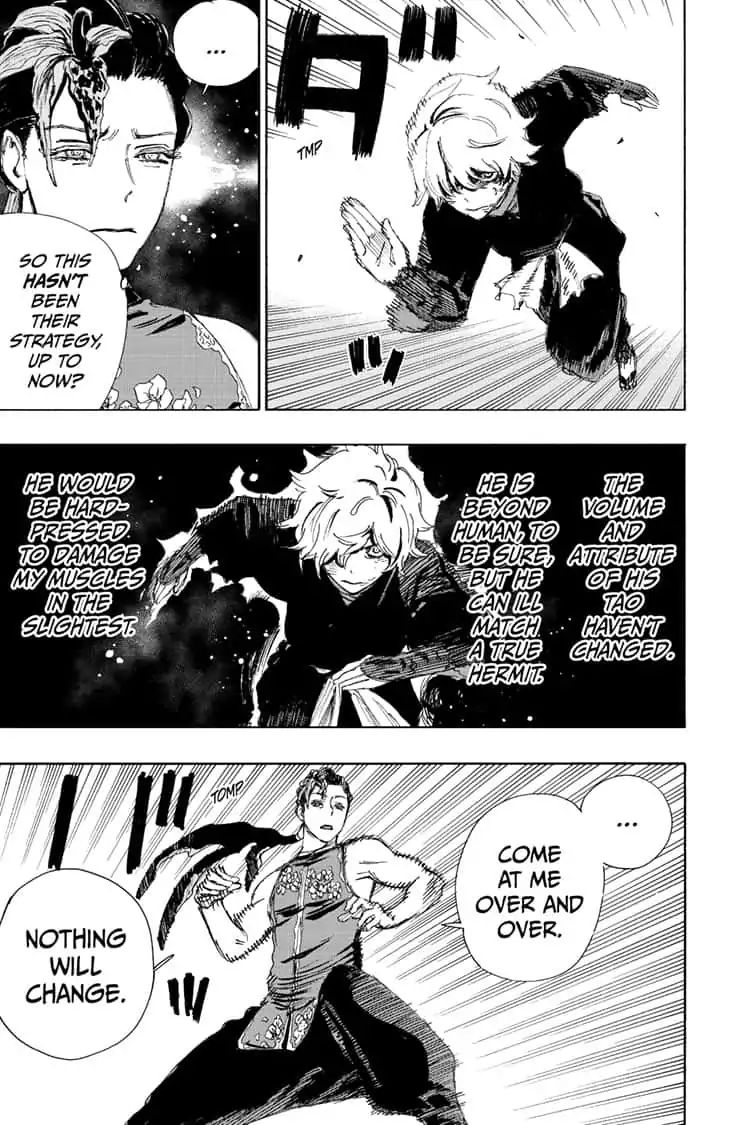 TMP
...
SO THIS
HASN'T
BEEN
THEIR
STRATEGY,
UP TO
NOW?
THE
VOLUME
AND
ATTRIBUTE
OF HIS
TAO
HAVEN'T
CHANGED.
HE IS
BEYOND
HUMAN, TO
BE SURE,
BUT HE
CAN ILL
MATCH
A TRUE
HERMIT.
HE WOULD
BE HARD-
PRESSED
TO DAMAGE
MY MUSCLES
IN THE
SLIGHTEST.
...
COME
AT ME
OVER AND
OVER.
TOMP
NOTHING
WILL
CHANGE.